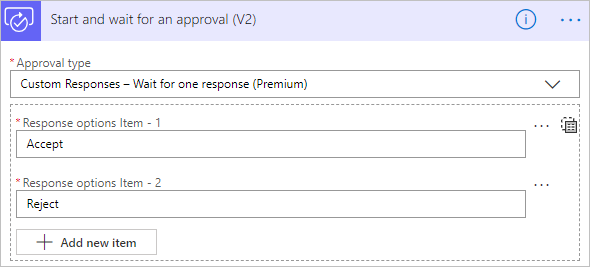 Start and wait for an approval (V2)
* Approval type
Custom Responses – Wait for one response (Premium)
* Response options Item - 1
Accept
* Response options Item - 2
Reject
Add new item